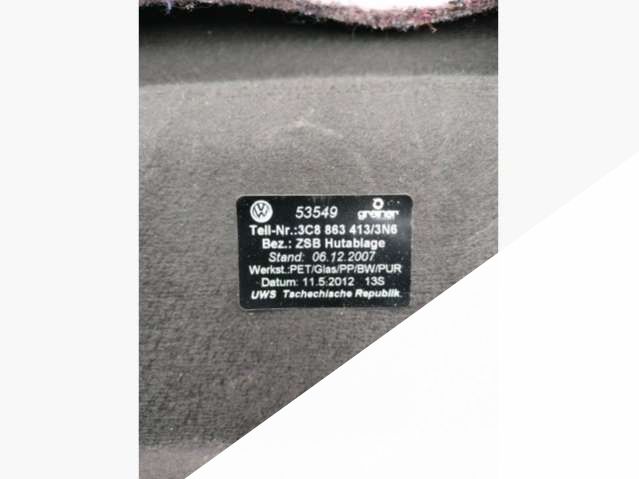 53549 greiner
Teil-Nr.:3C8 863 413/3N6
Bez.: ZSB Hutablage
Stand: 06.12.2007
Werkst.:PET/Glas/PP/BW/PUR
Datum: 11.5.2012 13S
UWS Tschechische Republik